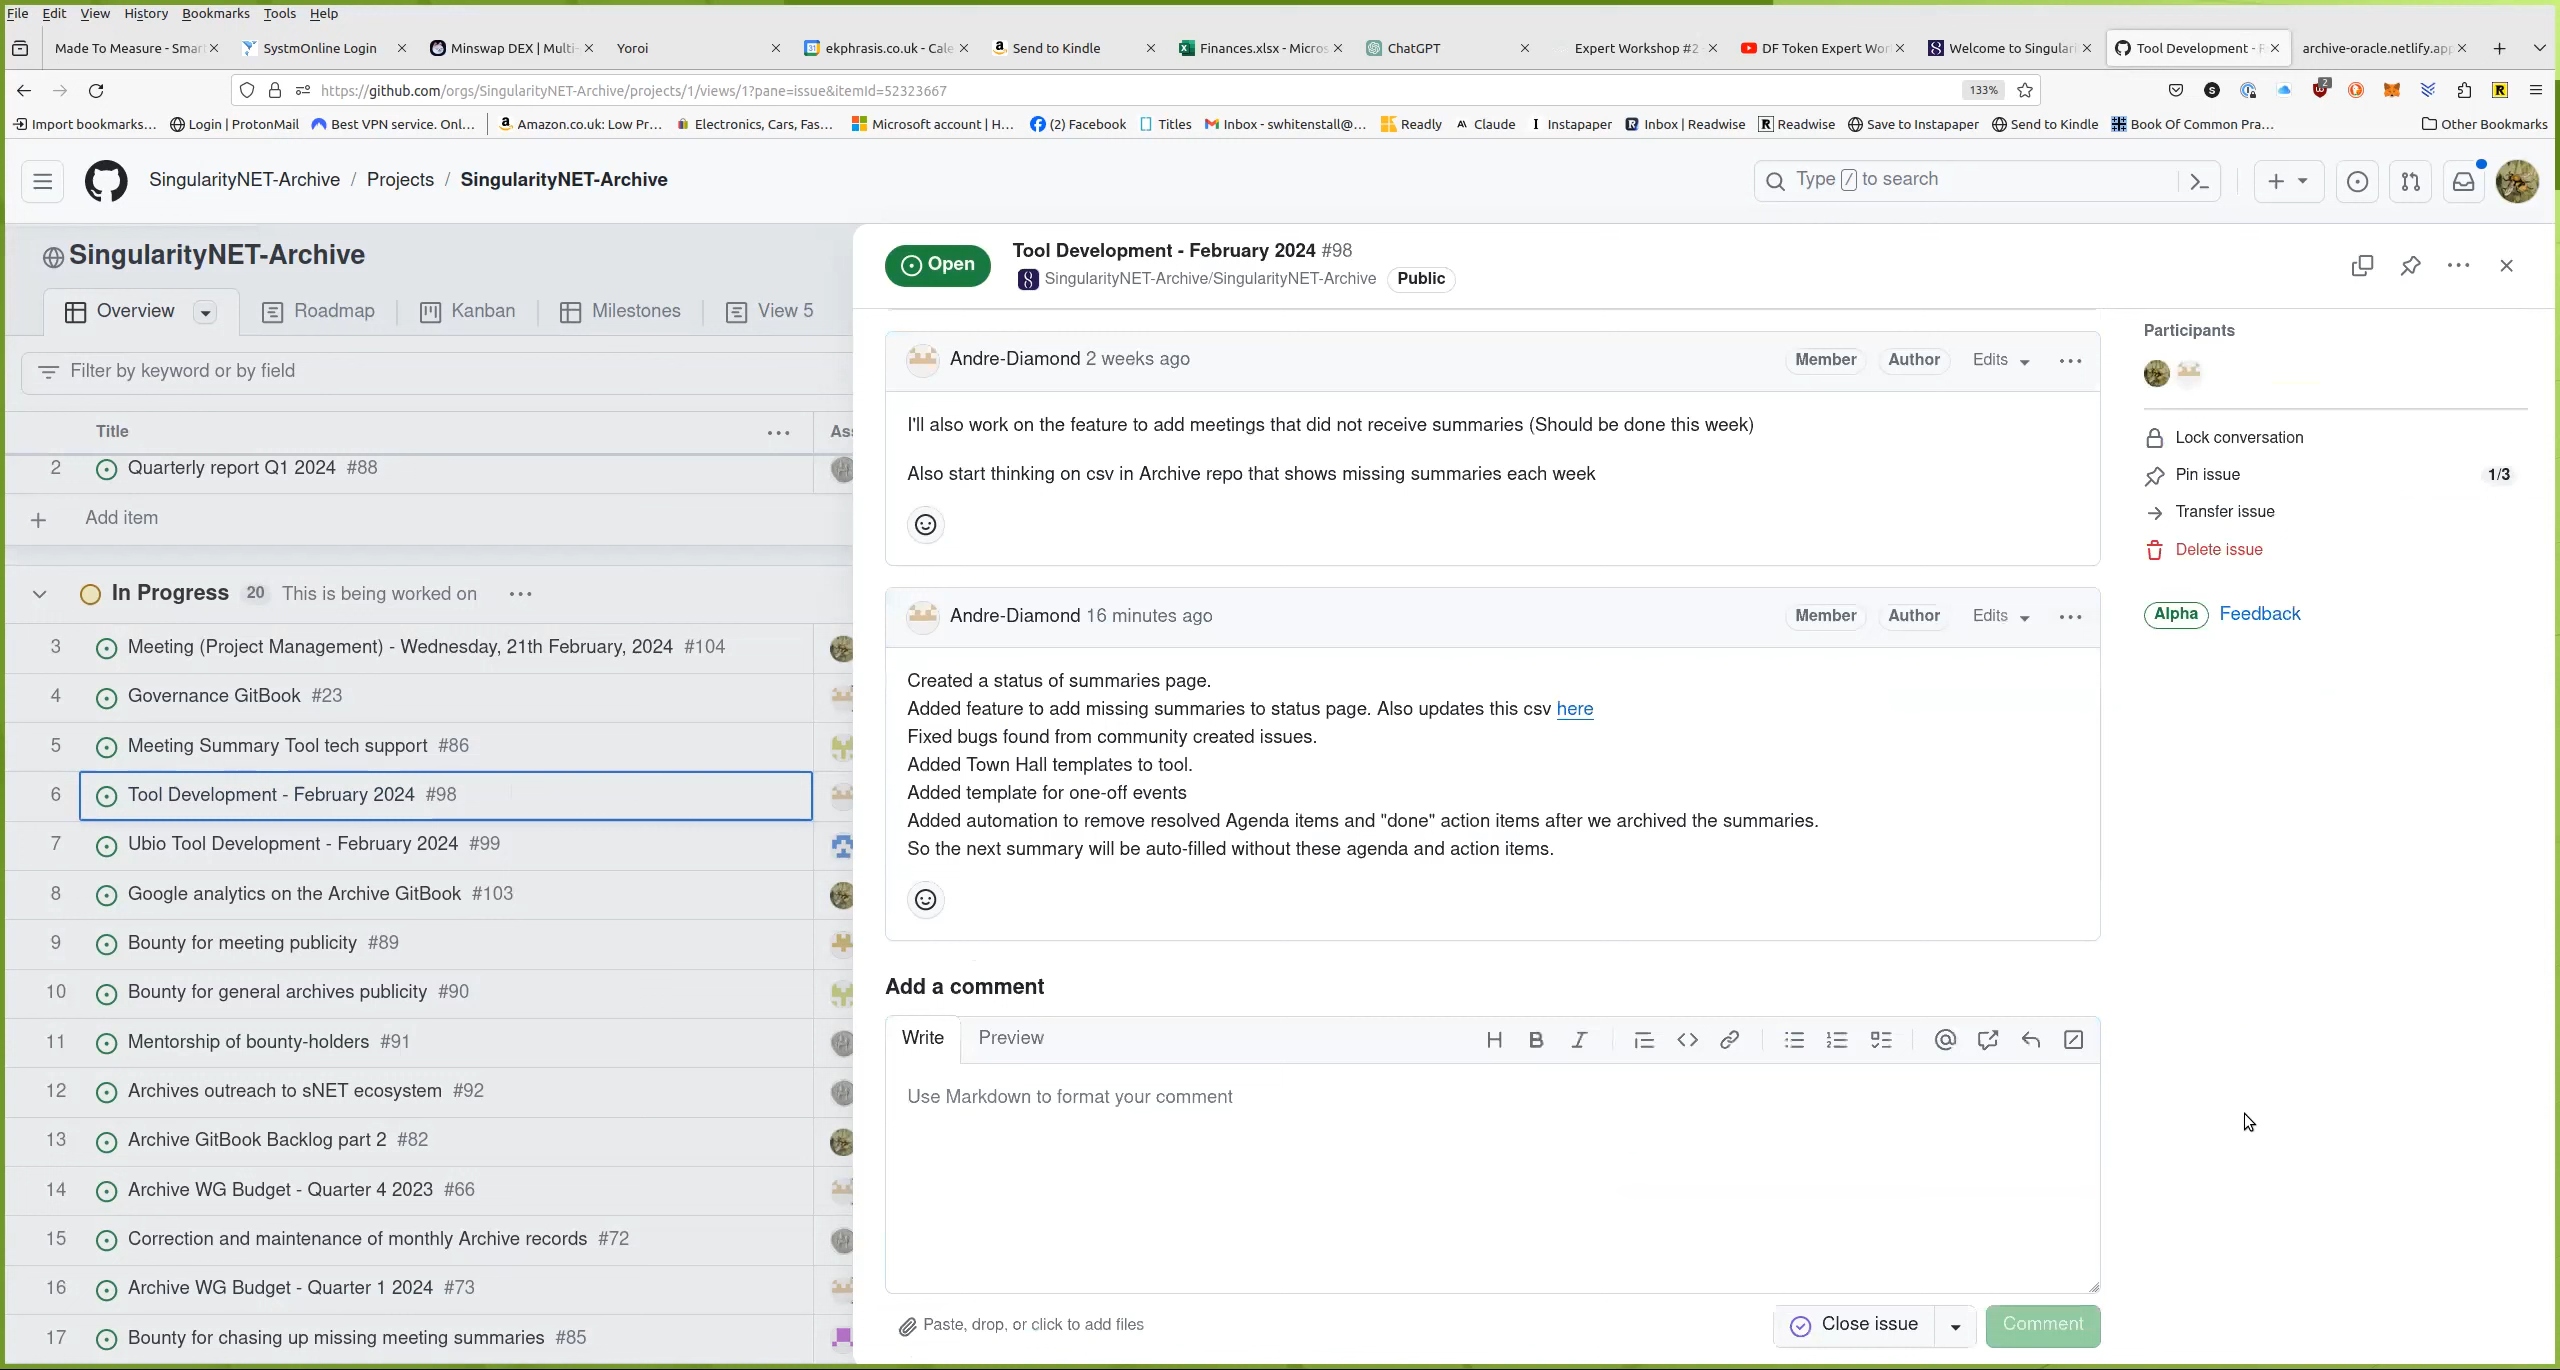 File Edit View History Bookmarks Tools Help
Made To Measure - Smar
SystmOnline Login
Minswap DEX | Multi-
Yoroi
ekphrasis.co.uk - Cale
Send to Kindle
Finances.xlsx - Micros
ChatGPT
Expert Workshop #2 -
DF Token Expert Wor
Welcome to Singulari
Tool Development - F
archive-oracle.netlify.app
https://github.com/orgs/SingularityNET-Archive/projects/1/views/1?pane=issue&itemId=52323667
133%
2
Import bookmarks...
Login | ProtonMail
Best VPN service. Onl...
Amazon.co.uk: Low Pr...
Electronics, Cars, Fas...
Microsoft account | H...
(2) Facebook
Titles
Inbox - swhitenstall@...
Readly
Claude
Instapaper
Inbox | Readwise
Readwise
Save to Instapaper
Send to Kindle
Book Of Common Pra...
Other Bookmarks
SingularityNET-Archive / Projects / SingularityNET-Archive
Type / to search
SingularityNET-Archive
Overview
Roadmap
Kanban
Milestones
View 5
Filter by keyword or by field
Title
Ass
2 Quarterly report Q1 2024 #88
Add item
In Progress 20 This is being worked on
3 Meeting (Project Management) - Wednesday, 21th February, 2024 #104
4 Governance GitBook #23
5 Meeting Summary Tool tech support #86
6 Tool Development - February 2024 #98
7 Ubio Tool Development - February 2024 #99
8 Google analytics on the Archive GitBook #103
9 Bounty for meeting publicity #89
10 Bounty for general archives publicity #90
11 Mentorship of bounty-holders #91
12 Archives outreach to sNET ecosystem #92
13 Archive GitBook Backlog part 2 #82
14 Archive WG Budget - Quarter 4 2023 #66
15 Correction and maintenance of monthly Archive records #72
16 Archive WG Budget - Quarter 1 2024 #73
17 Bounty for chasing up missing meeting summaries #85
Open
Tool Development - February 2024 #98
SingularityNET-Archive/SingularityNET-Archive Public
Andre-Diamond 2 weeks ago
Member Author Edits
I'll also work on the feature to add meetings that did not receive summaries (Should be done this week)
Also start thinking on csv in Archive repo that shows missing summaries each week
Andre-Diamond 16 minutes ago
Member Author Edits
Created a status of summaries page.
Added feature to add missing summaries to status page. Also updates this csv here
Fixed bugs found from community created issues.
Added Town Hall templates to tool.
Added template for one-off events
Added automation to remove resolved Agenda items and "done" action items after we archived the summaries.
So the next summary will be auto-filled without these agenda and action items.
Add a comment
Write Preview
Use Markdown to format your comment
Paste, drop, or click to add files
Close issue
Comment
Participants
Lock conversation
Pin issue 1/3
Transfer issue
Delete issue
Alpha Feedback